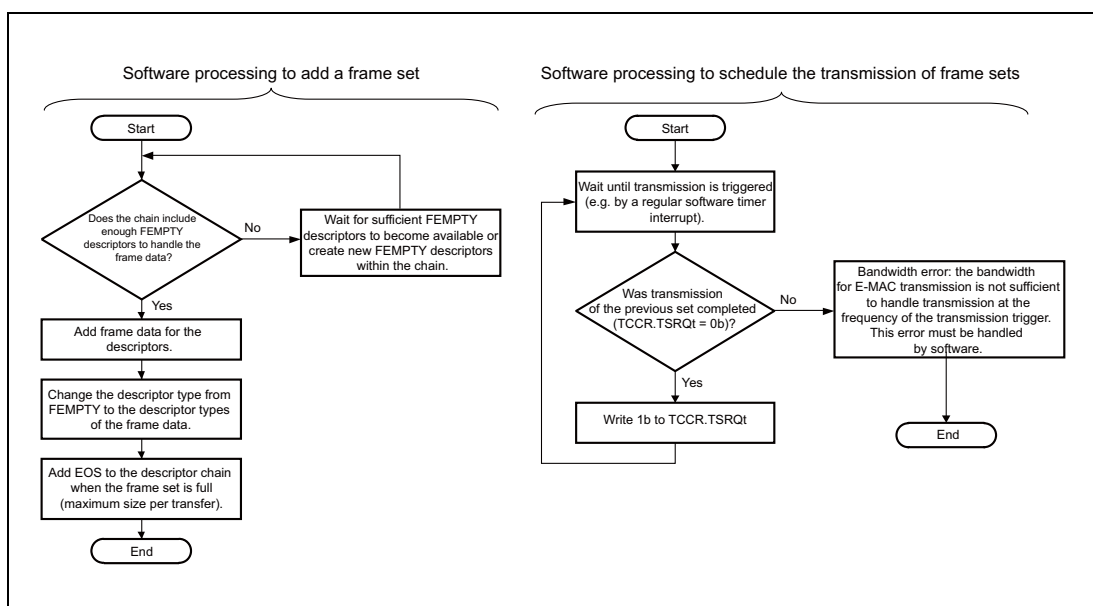 Software processing to add a frame set
Start
Does the chain include
enough FEMPTY
descriptors to handle the
frame data?
No
Wait for sufficient FEMPTY
descriptors to become available or
create new FEMPTY descriptors
within the chain.
Yes
Add frame data for the
descriptors.
Change the descriptor type from
FEMPTY to the descriptor types
of the frame data.
Add EOS to the descriptor chain
when the frame set is full
(maximum size per transfer).
End
Software processing to schedule the transmission of frame sets
Start
Wait until transmission is triggered
(e.g. by a regular software timer
interrupt).
Was transmission
of the previous set completed
(TCCR.TSRQt = 0b)?
No
Bandwidth error: the bandwidth
for E-MAC transmission is not sufficient
to handle transmission at the
frequency of the transmission trigger.
This error must be handled
by software.
Yes
Write 1b to TCCR.TSRQt
End